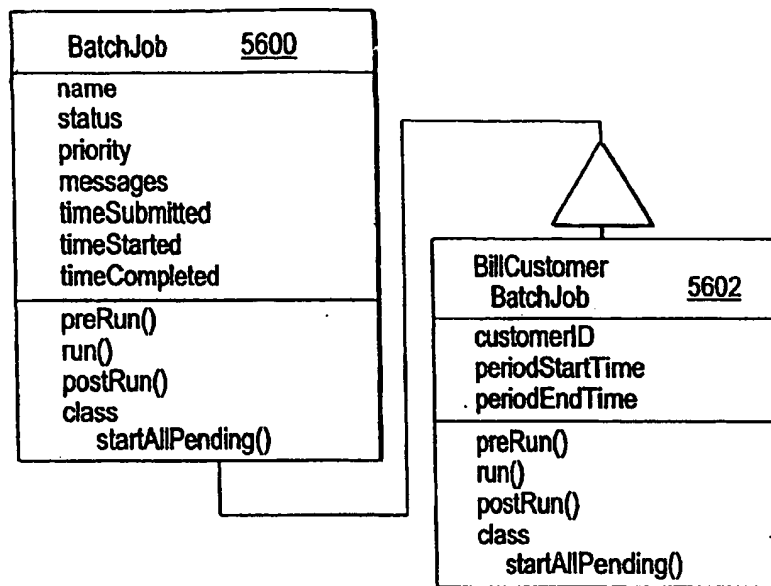 BatchJob 5600
name
status
priority
messages
timeSubmitted
timeStarted
timeCompleted
preRun()
run()
postRun()
class
startAllPending()
BillCustomer
BatchJob 5602
customerID
periodStartTime
periodEndTime
preRun()
run()
postRun()
class
startAllPending()